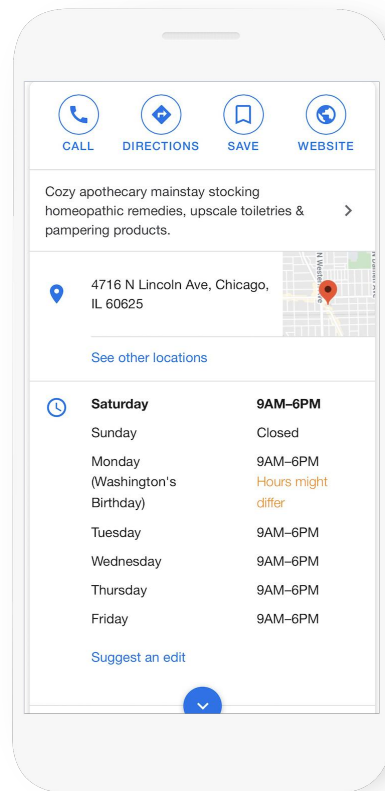 CALL DIRECTIONS SAVE WEBSITE
Cozy apothecary mainstay stocking
homeopathic remedies, upscale toiletries &
pampering products.
4716 N Lincoln Ave, Chicago,
IL 60625
N Western Ave
See other locations
Saturday 9AM–6PM
Sunday Closed
Monday 9AM–6PM
(Washington's Hours might
Birthday) differ
Tuesday 9AM–6PM
Wednesday 9AM–6PM
Thursday 9AM–6PM
Friday 9AM–6PM
Suggest an edit